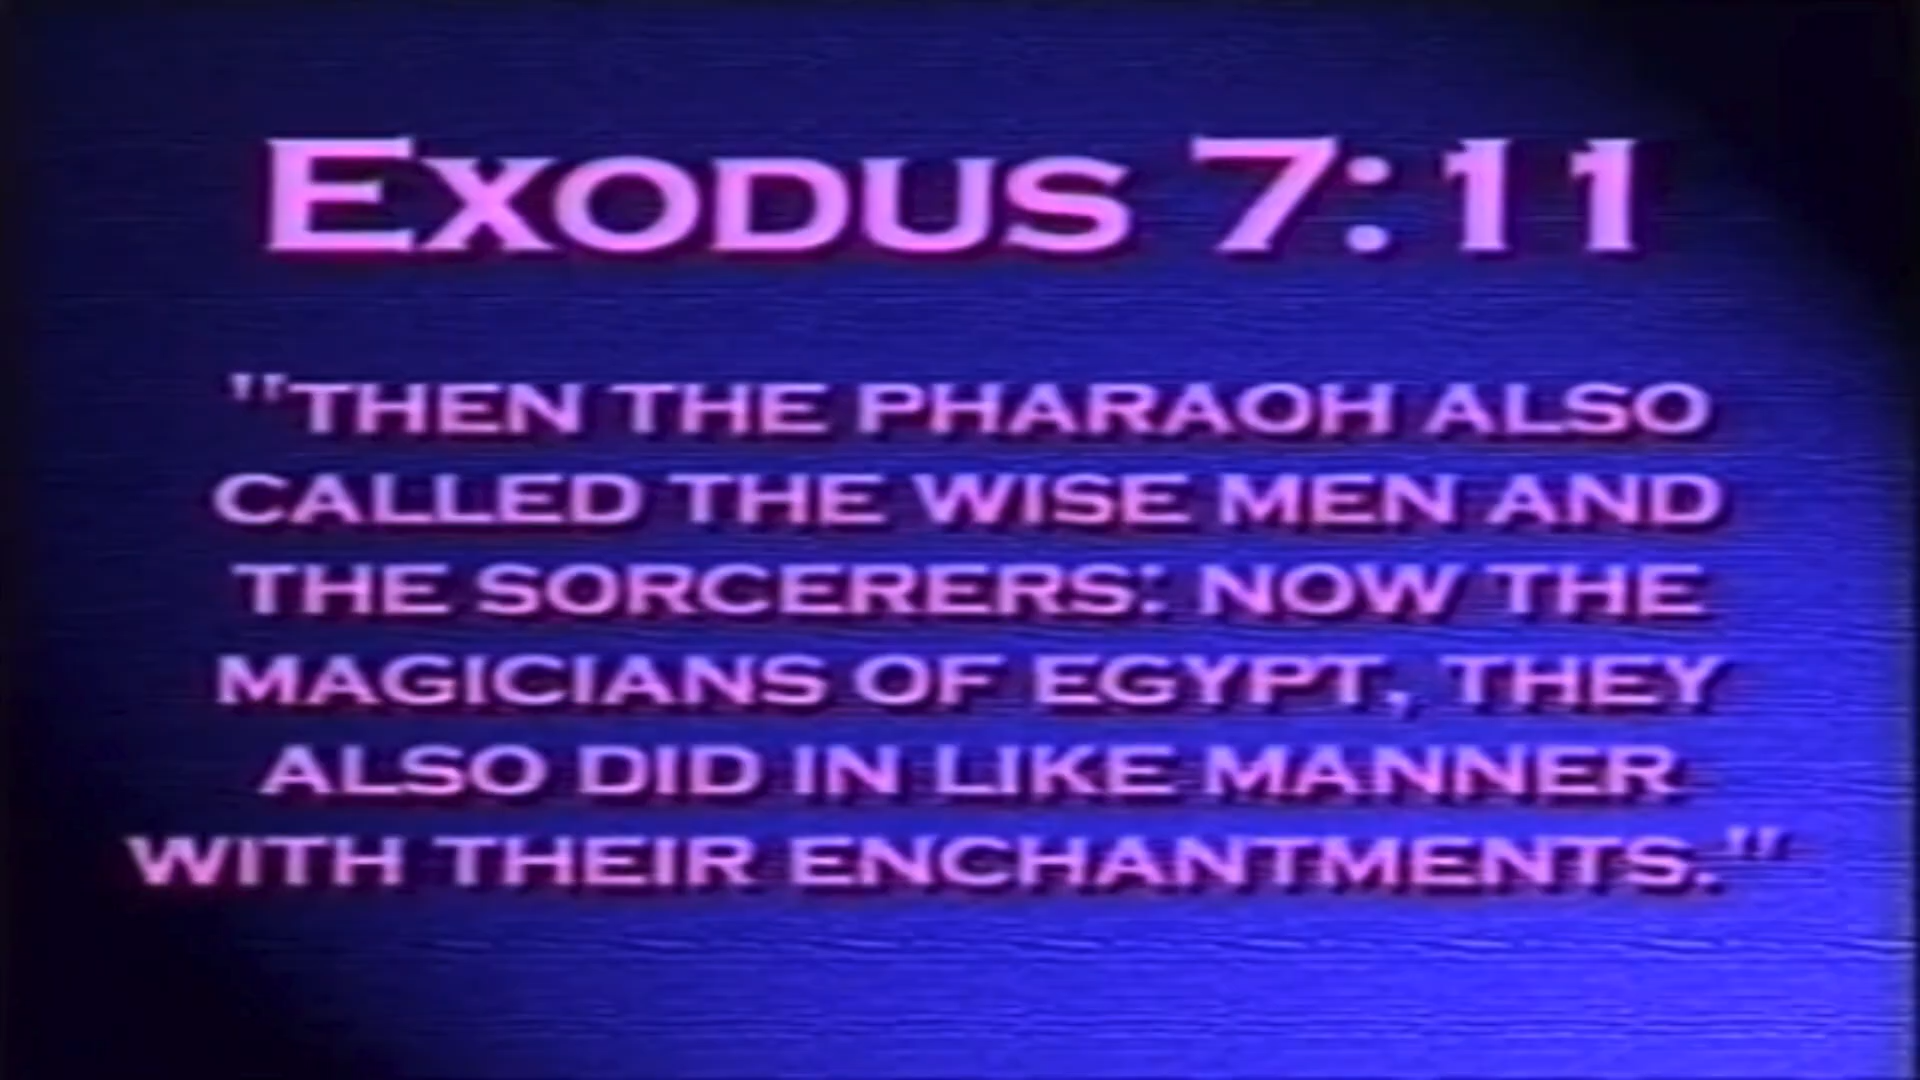 EXODUS 7:11
"THEN THE PHARAOH ALSO
CALLED THE WISE MEN AND
THE SORCERERS: NOW THE
MAGICIANS OF EGYPT, THEY
ALSO DID IN LIKE MANNER
WITH THEIR ENCHANTMENTS."